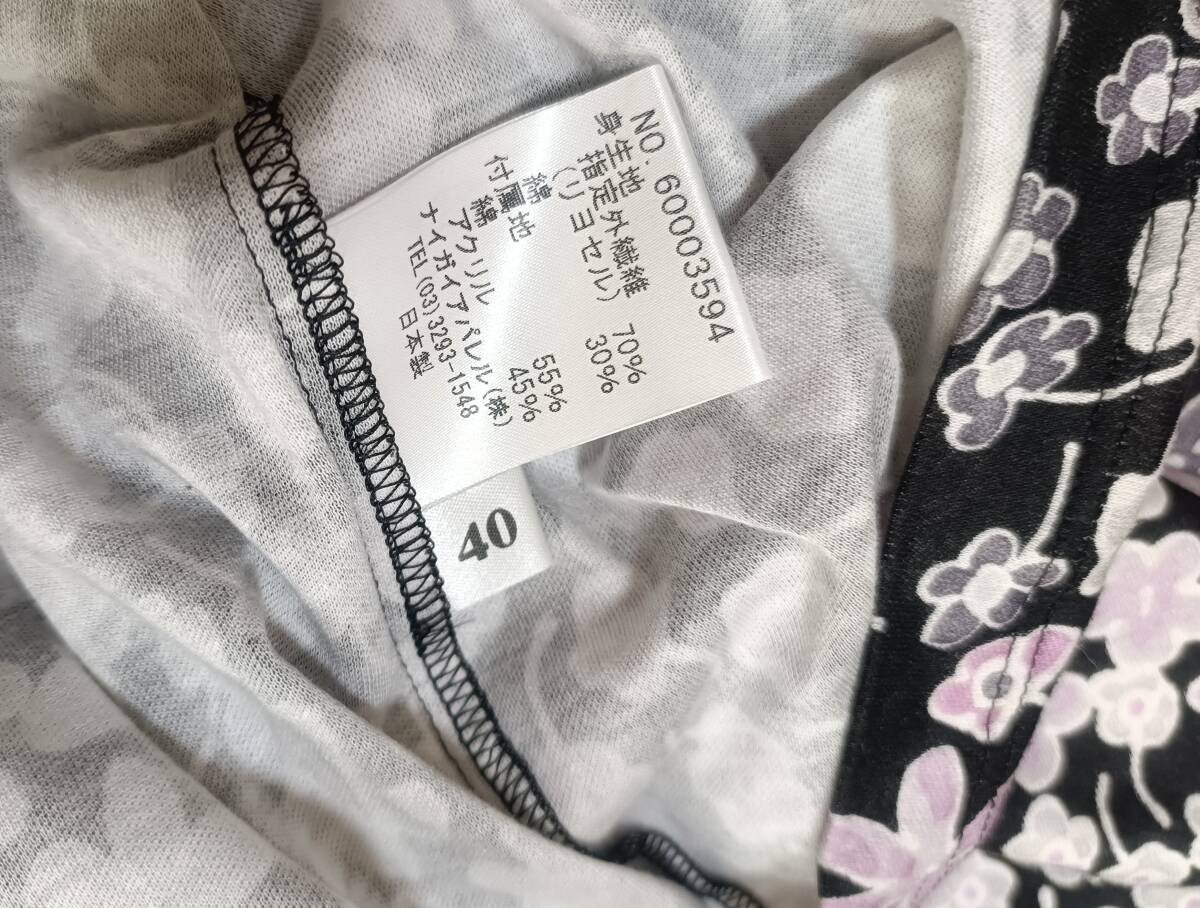 NO. 60003594
身生地
指定外繊維 70%
(リヨセル)
綿 30%
付属地
綿 55%
アクリル 45%
ナイガイアパレル(株)
TEL(03)3293-1548
日本製
40